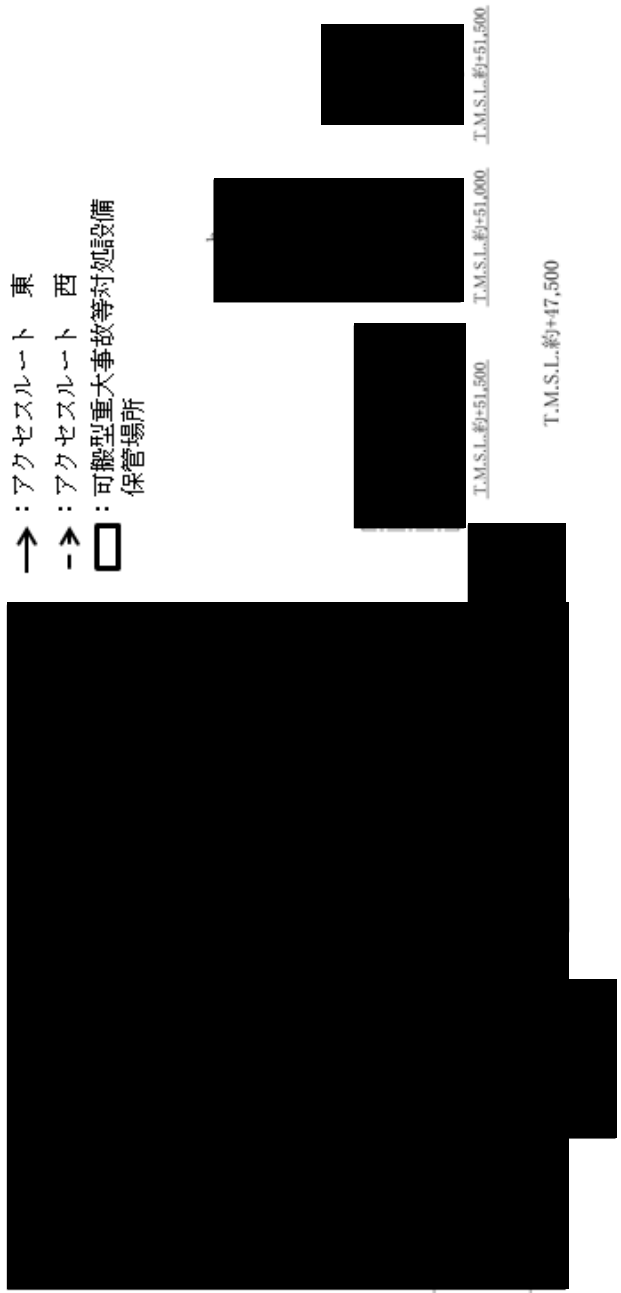 →：アクセスルート　東
⇢：アクセスルート　西
：可搬型重大事故等対処設備
保管場所
T.M.S.L.約+51,500
T.M.S.L.約+51,000
T.M.S.L.約+51,500
T.M.S.L.約+47,500